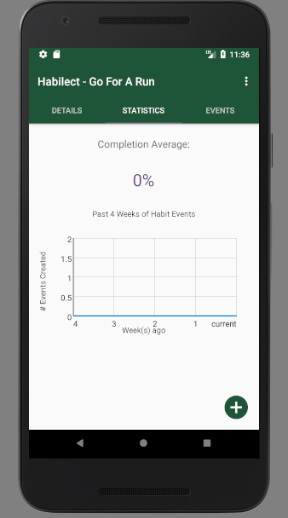 11:36
Habilect - Go For A Run
DETAILS STATISTICS EVENTS
Completion Average:
0%
Past 4 Weeks of Habit Events
# Events Created
2
1.5
1
0.5
0
4 3 2 1 current
Week(s) ago